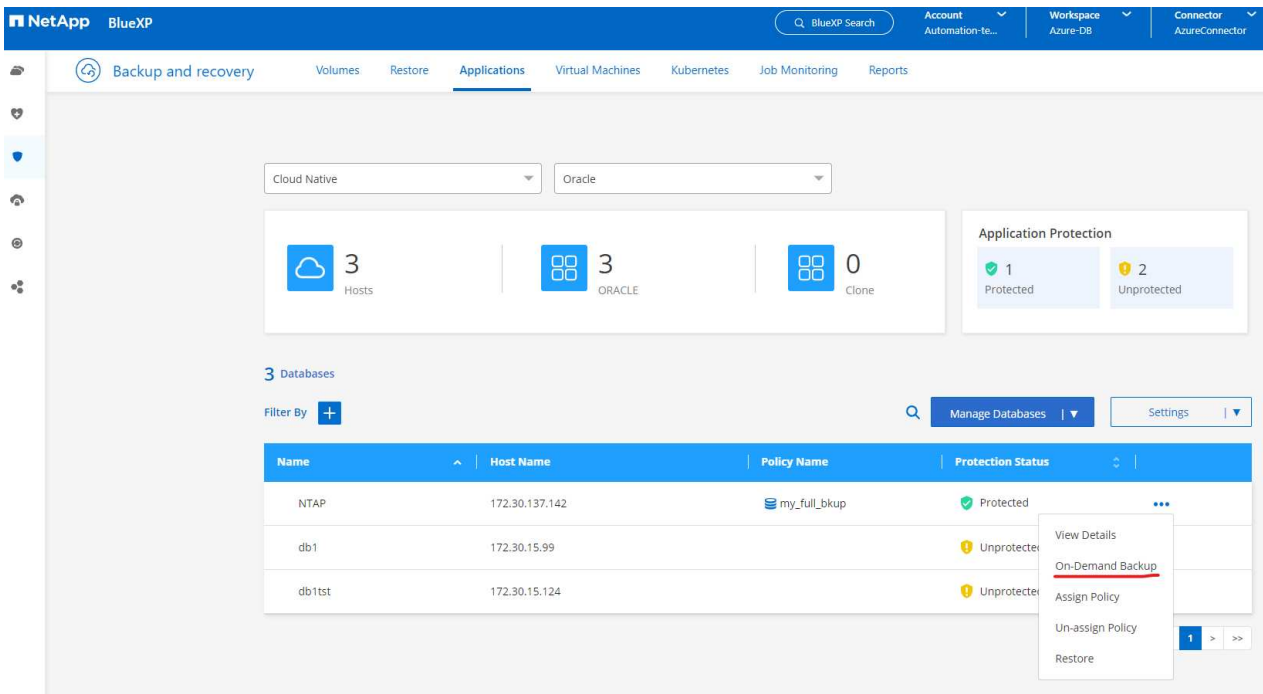 NetApp BlueXP
BlueXP Search
Account
Automation-te...
Workspace
Azure-DB
Connector
AzureConnector
Backup and recovery
Volumes Restore Applications Virtual Machines Kubernetes Job Monitoring Reports
Cloud Native
Oracle
3
Hosts
3
ORACLE
0
Clone
Application Protection
1
Protected
2
Unprotected
3 Databases
Filter By +
Manage Databases
Settings
Name Host Name Policy Name Protection Status
NTAP 172.30.137.142 my_full_bkup Protected
db1 172.30.15.99 Unprotected
db1tst 172.30.15.124 Unprotected
View Details
On-Demand Backup
Assign Policy
Un-assign Policy
Restore
1 > >>